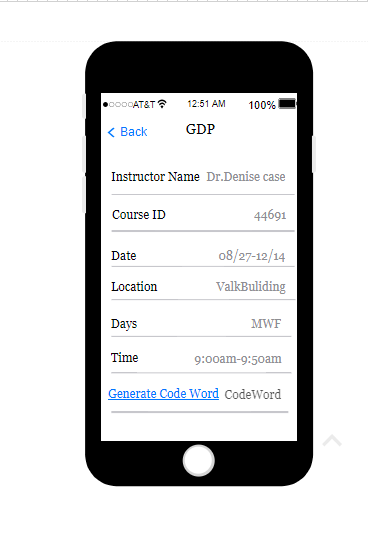 AT&T 12:51 AM 100%
Back GDP
Instructor Name Dr.Denise case
Course ID 44691
Date 08/27-12/14
Location ValkBuliding
Days MWF
Time 9:00am-9:50am
Generate Code Word CodeWord